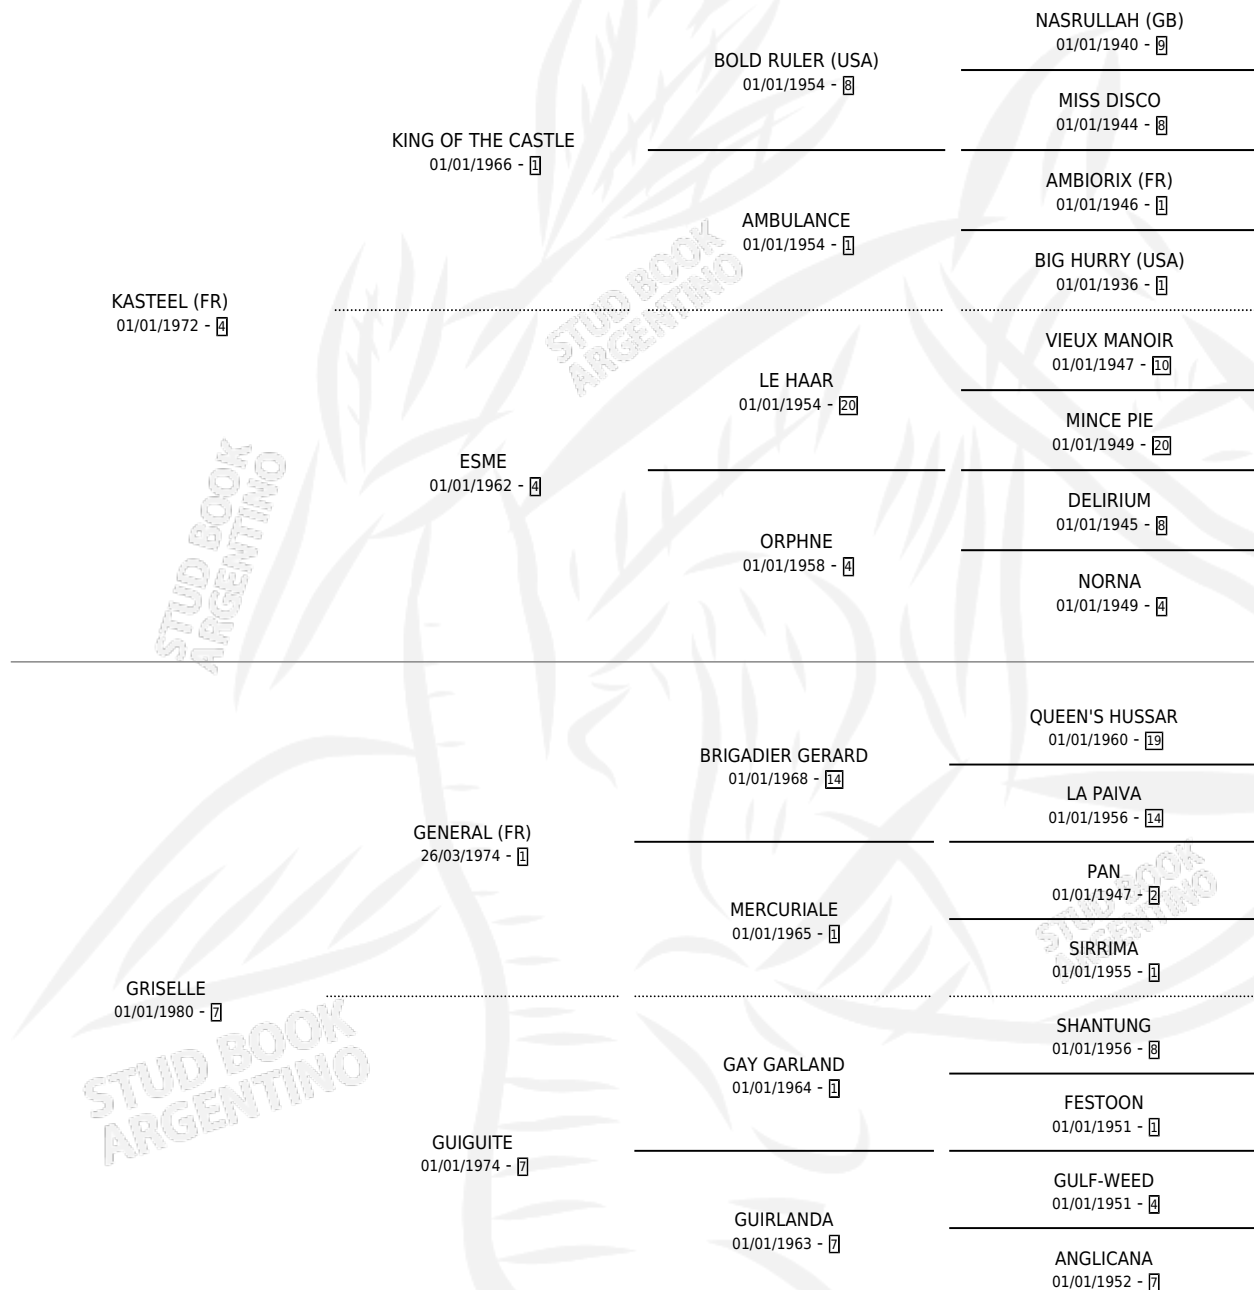 NASRULLAH (GB)
01/01/1940 - 9
BOLD RULER (USA)
01/01/1954 - 8
MISS DISCO
01/01/1944 - 8
KING OF THE CASTLE
01/01/1966 - 1
AMBIORIX (FR)
01/01/1946 - 1
AMBULANCE
01/01/1954 - 1
BIG HURRY (USA)
01/01/1936 - 1
KASTEEL (FR)
01/01/1972 - 4
VIEUX MANOIR
01/01/1947 - 10
LE HAAR
01/01/1954 - 20
MINCE PIE
01/01/1949 - 20
ESME
01/01/1962 - 4
DELIRIUM
01/01/1945 - 8
ORPHNE
01/01/1958 - 4
NORNA
01/01/1949 - 4
QUEEN'S HUSSAR
01/01/1960 - 19
BRIGADIER GERARD
01/01/1968 - 14
LA PAIVA
01/01/1956 - 14
GENERAL (FR)
26/03/1974 - 1
PAN
01/01/1947 - 2
MERCURIALE
01/01/1965 - 1
SIRRIMA
01/01/1955 - 1
GRISELLE
01/01/1980 - 7
SHANTUNG
01/01/1956 - 8
GAY GARLAND
01/01/1964 - 1
FESTOON
01/01/1951 - 1
GUIGUITE
01/01/1974 - 7
GULF-WEED
01/01/1951 - 4
GUIRLANDA
01/01/1963 - 7
ANGLICANA
01/01/1952 - 7
STUD BOOK
ARGENTINO
STUD BOOK
ARGENTINO
STUD BOOK
ARGENTINO
STUD BOOK
ARGENTINO